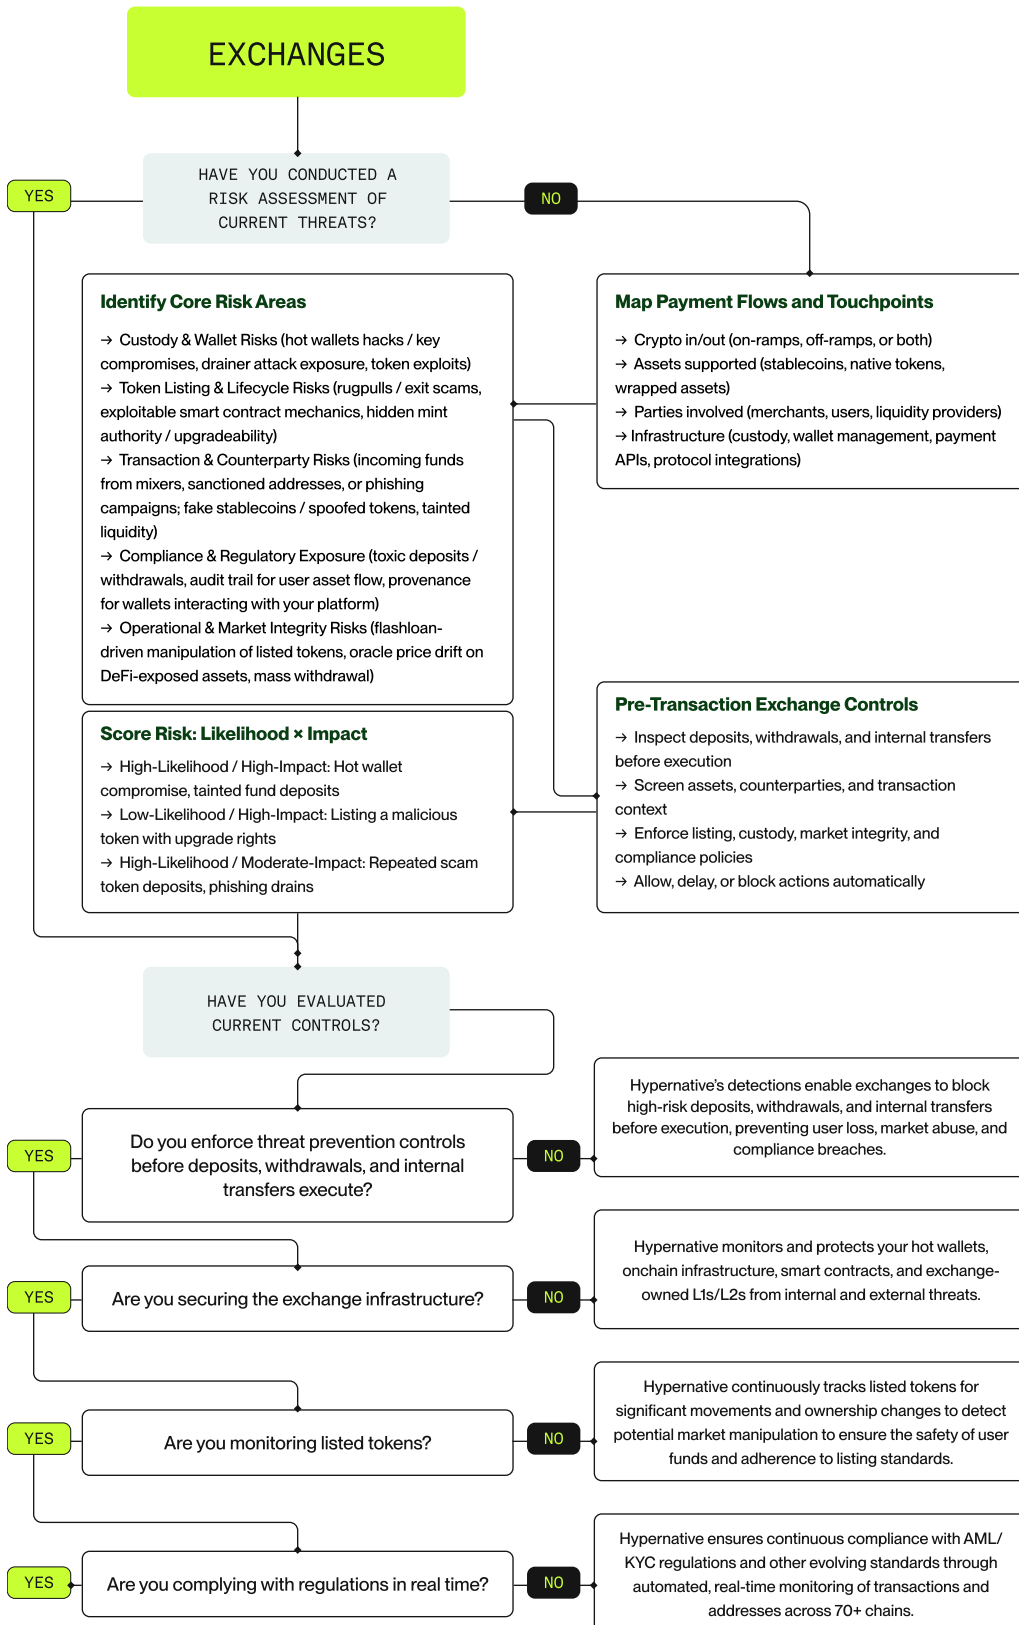 EXCHANGES
HAVE YOU CONDUCTED A
RISK ASSESSMENT OF
CURRENT THREATS?
YES
NO
Identify Core Risk Areas
→ Custody & Wallet Risks (hot wallets hacks / key
compromises, drainer attack exposure, token exploits)
→ Token Listing & Lifecycle Risks (rugpulls / exit scams,
exploitable smart contract mechanics, hidden mint
authority / upgradeability)
→ Transaction & Counterparty Risks (incoming funds
from mixers, sanctioned addresses, or phishing
campaigns; fake stablecoins / spoofed tokens, tainted
liquidity)
→ Compliance & Regulatory Exposure (toxic deposits /
withdrawals, audit trail for user asset flow, provenance
for wallets interacting with your platform)
→ Operational & Market Integrity Risks (flashloan-
driven manipulation of listed tokens, oracle price drift on
DeFi-exposed assets, mass withdrawal)
Map Payment Flows and Touchpoints
→ Crypto in/out (on-ramps, off-ramps, or both)
→ Assets supported (stablecoins, native tokens,
wrapped assets)
→ Parties involved (merchants, users, liquidity providers)
→ Infrastructure (custody, wallet management, payment
APIs, protocol integrations)
Score Risk: Likelihood × Impact
→ High-Likelihood / High-Impact: Hot wallet
compromise, tainted fund deposits
→ Low-Likelihood / High-Impact: Listing a malicious
token with upgrade rights
→ High-Likelihood / Moderate-Impact: Repeated scam
token deposits, phishing drains
Pre-Transaction Exchange Controls
→ Inspect deposits, withdrawals, and internal transfers
before execution
→ Screen assets, counterparties, and transaction
context
→ Enforce listing, custody, market integrity, and
compliance policies
→ Allow, delay, or block actions automatically
HAVE YOU EVALUATED
CURRENT CONTROLS?
YES
Do you enforce threat prevention controls
before deposits, withdrawals, and internal
transfers execute?
NO
Hypernative's detections enable exchanges to block
high-risk deposits, withdrawals, and internal transfers
before execution, preventing user loss, market abuse, and
compliance breaches.
YES
Are you securing the exchange infrastructure?
NO
Hypernative monitors and protects your hot wallets,
onchain infrastructure, smart contracts, and exchange-
owned L1s/L2s from internal and external threats.
YES
Are you monitoring listed tokens?
NO
Hypernative continuously tracks listed tokens for
significant movements and ownership changes to detect
potential market manipulation to ensure the safety of user
funds and adherence to listing standards.
YES
Are you complying with regulations in real time?
NO
Hypernative ensures continuous compliance with AML/
KYC regulations and other evolving standards through
automated, real-time monitoring of transactions and
addresses across 70+ chains.